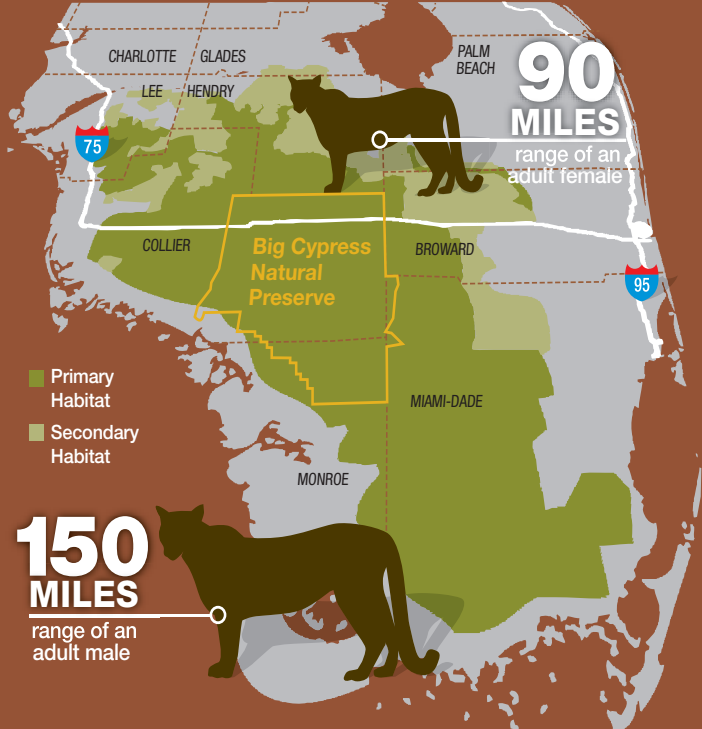 CHARLOTTE
GLADES
PALM
BEACH
LEE
HENDRY
90
MILES
range of an
adult female
75
COLLIER
Big Cypress
Natural
Preserve
BROWARD
95
Primary
Habitat
Secondary
Habitat
MIAMI-DADE
MONROE
150
MILES
range of an
adult male